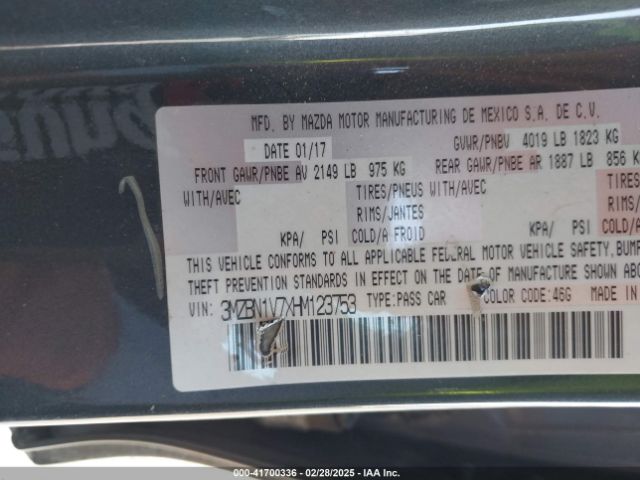 MFD. BY MAZDA MOTOR MANUFACTURING DE MEXICO S.A. DE C.V.
DATE 01/17 GVWR/PNBV 4019 LB 1823 KG
FRONT GAWR/PNBE AV 2149 LB 975 KG REAR GAWR/PNBE AR 1887 LB 856 KG
WITH/AVEC TIRES/PNEUS WITH/AVEC TIRES/
RIMS/JANTES RIMS/
KPA/ PSI COLD/A FROID KPA/ PSI COLD/
THIS VEHICLE CONFORMS TO ALL APPLICABLE FEDERAL MOTOR VEHICLE SAFETY, BUMP
THEFT PREVENTION STANDARDS IN EFFECT ON THE DATE OF MANUFACTURE SHOWN ABO
VIN: 3MZBN1V7XHM123753 TYPE:PASS CAR COLOR CODE:46G MADE IN
000-41700336 - 02/28/2025 - IAA Inc.